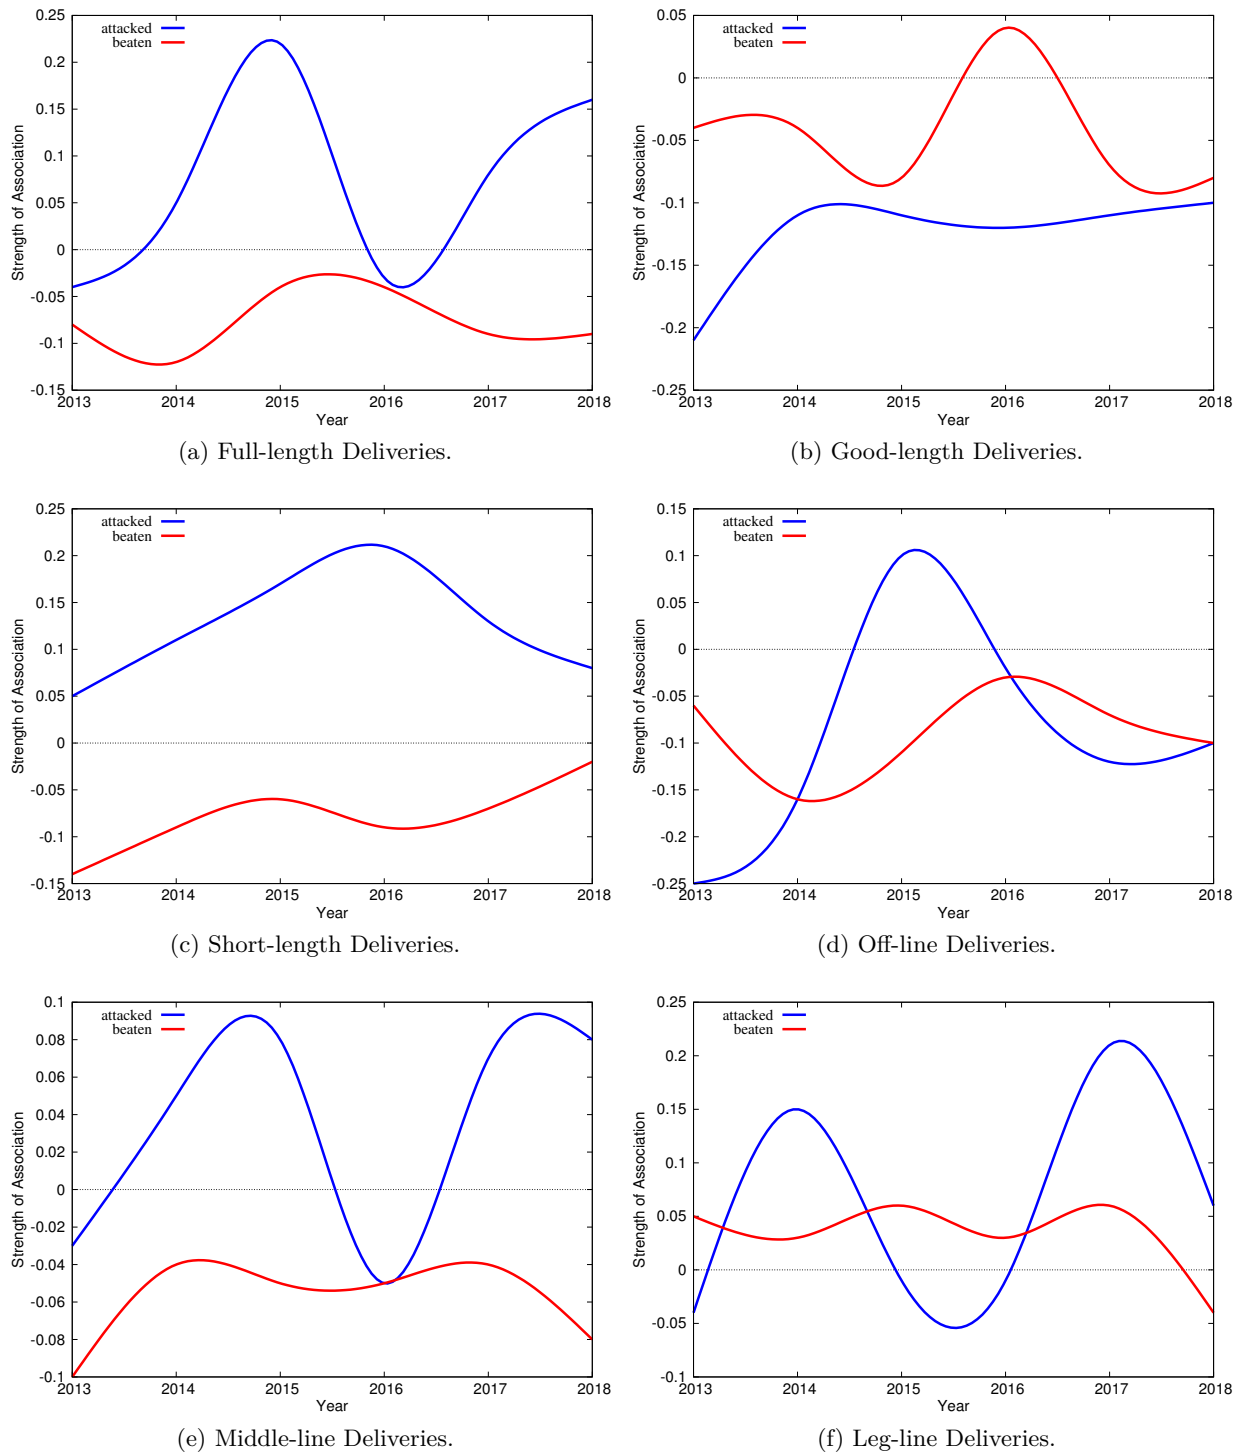 0.25
0.2
0.15
0.1
0.05
0
-0.05
-0.1
-0.15
Strength of Association
attacked
beaten
2013 2014 2015 2016 2017 2018
Year
(a) Full-length Deliveries.
0.05
0
-0.05
-0.1
-0.15
-0.2
-0.25
Strength of Association
attacked
beaten
2013 2014 2015 2016 2017 2018
Year
(b) Good-length Deliveries.
0.25
0.2
0.15
0.1
0.05
0
-0.05
-0.1
-0.15
Strength of Association
attacked
beaten
2013 2014 2015 2016 2017 2018
Year
(c) Short-length Deliveries.
0.15
0.1
0.05
0
-0.05
-0.1
-0.15
-0.2
-0.25
Strength of Association
attacked
beaten
2013 2014 2015 2016 2017 2018
Year
(d) Off-line Deliveries.
0.1
0.08
0.06
0.04
0.02
0
-0.02
-0.04
-0.06
-0.08
-0.1
Strength of Association
attacked
beaten
2013 2014 2015 2016 2017 2018
Year
(e) Middle-line Deliveries.
0.25
0.2
0.15
0.1
0.05
0
-0.05
-0.1
Strength of Association
attacked
beaten
2013 2014 2015 2016 2017 2018
Year
(f) Leg-line Deliveries.